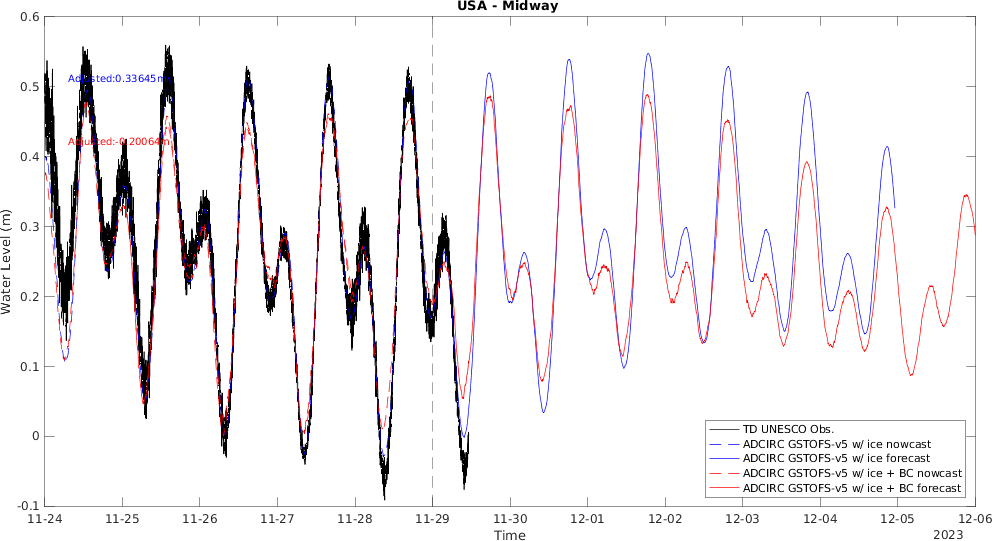 USA - Midway
0.6
0.5
0.4
0.3
0.2
0.1
0
-0.1
Water Level (m)
Adjusted:0.33645m
Adjusted:-0.20064m
TD UNESCO Obs.
ADCIRC GSTOFS-v5 w/ ice nowcast
ADCIRC GSTOFS-v5 w/ ice forecast
ADCIRC GSTOFS-v5 w/ ice + BC nowcast
ADCIRC GSTOFS-v5 w/ ice + BC forecast
11-24 11-25 11-26 11-27 11-28 11-29 11-30 12-01 12-02 12-03 12-04 12-05 12-06
Time
2023